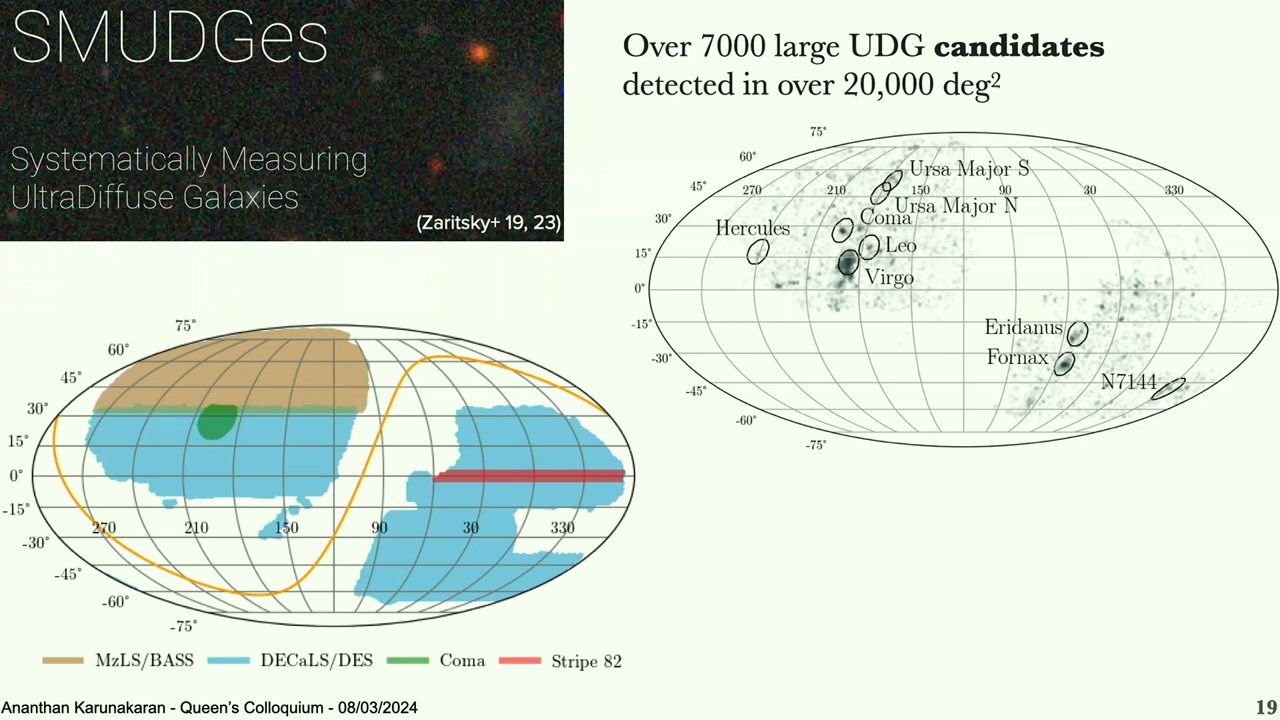 SMUDGes
Systematically Measuring
UltraDiffuse Galaxies
(Zaritsky+ 19, 23)
Over 7000 large UDG candidates
detected in over 20,000 deg²
75°
60°
45°
30°
15°
0°
-15°
-30°
-45°
-60°
-75°
270
210
150
90
30
330
Ursa Major S
Ursa Major N
Coma
Hercules
Leo
Virgo
Eridanus
Fornax
N7144
75°
60°
45°
30°
15°
0°
-15°
-30°
-45°
-60°
-75°
270
210
150
90
30
330
MzLS/BASS DECaLS/DES Coma Stripe 82
Ananthan Karunakaran - Queen's Colloquium - 08/03/2024
19